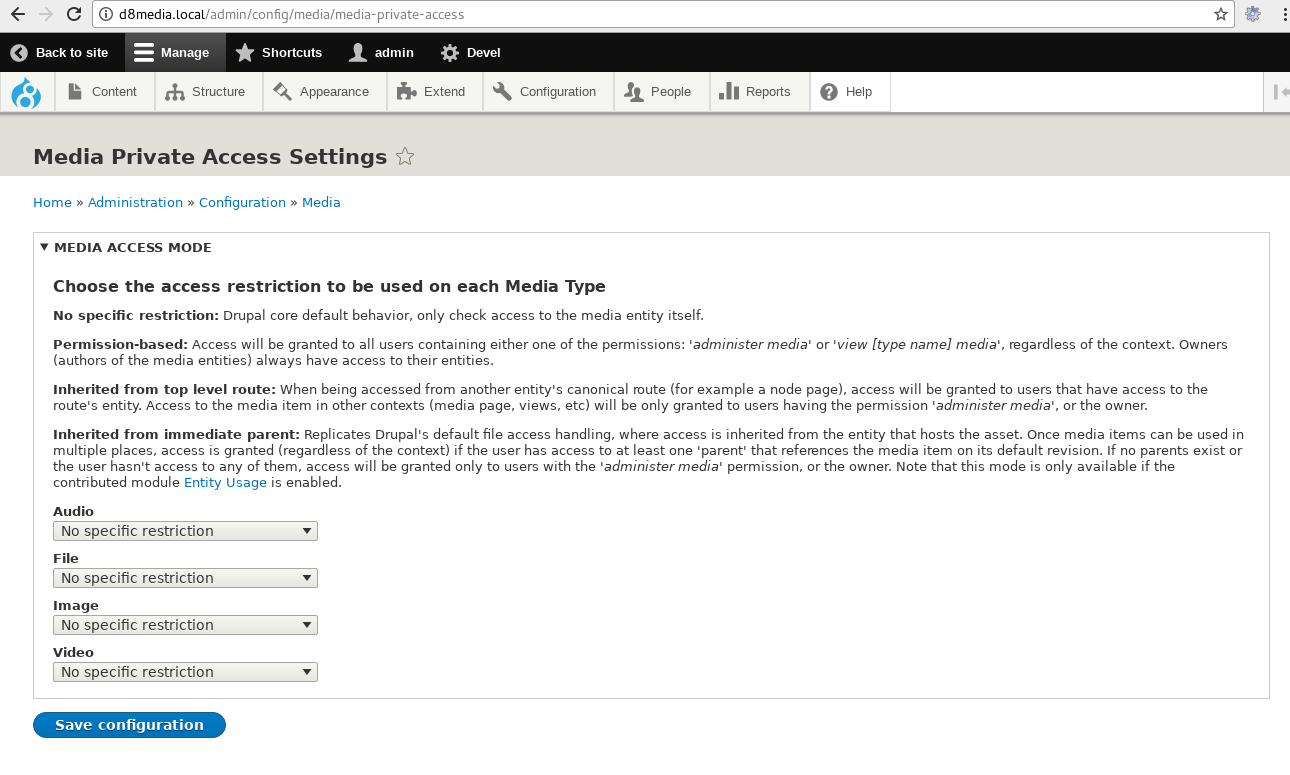 d8media.local/admin/config/media/media-private-access
Back to site Manage Shortcuts admin Devel
Content Structure Appearance Extend Configuration People Reports Help
Media Private Access Settings
Home » Administration » Configuration » Media
MEDIA ACCESS MODE
Choose the access restriction to be used on each Media Type
No specific restriction: Drupal core default behavior, only check access to the media entity itself.
Permission-based: Access will be granted to all users containing either one of the permissions: 'administer media' or 'view [type name] media', regardless of the context. Owners
(authors of the media entities) always have access to their entities.
Inherited from top level route: When being accessed from another entity's canonical route (for example a node page), access will be granted to users that have access to the
route's entity. Access to the media item in other contexts (media page, views, etc) will be only granted to users having the permission 'administer media', or the owner.
Inherited from immediate parent: Replicates Drupal's default file access handling, where access is inherited from the entity that hosts the asset. Once media items can be used in
multiple places, access is granted (regardless of the context) if the user has access to at least one 'parent' that references the media item on its default revision. If no parents exist or
the user hasn't access to any of them, access will be granted only to users with the 'administer media' permission, or the owner. Note that this mode is only available if the
contributed module Entity Usage is enabled.
Audio
No specific restriction
File
No specific restriction
Image
No specific restriction
Video
No specific restriction
Save configuration